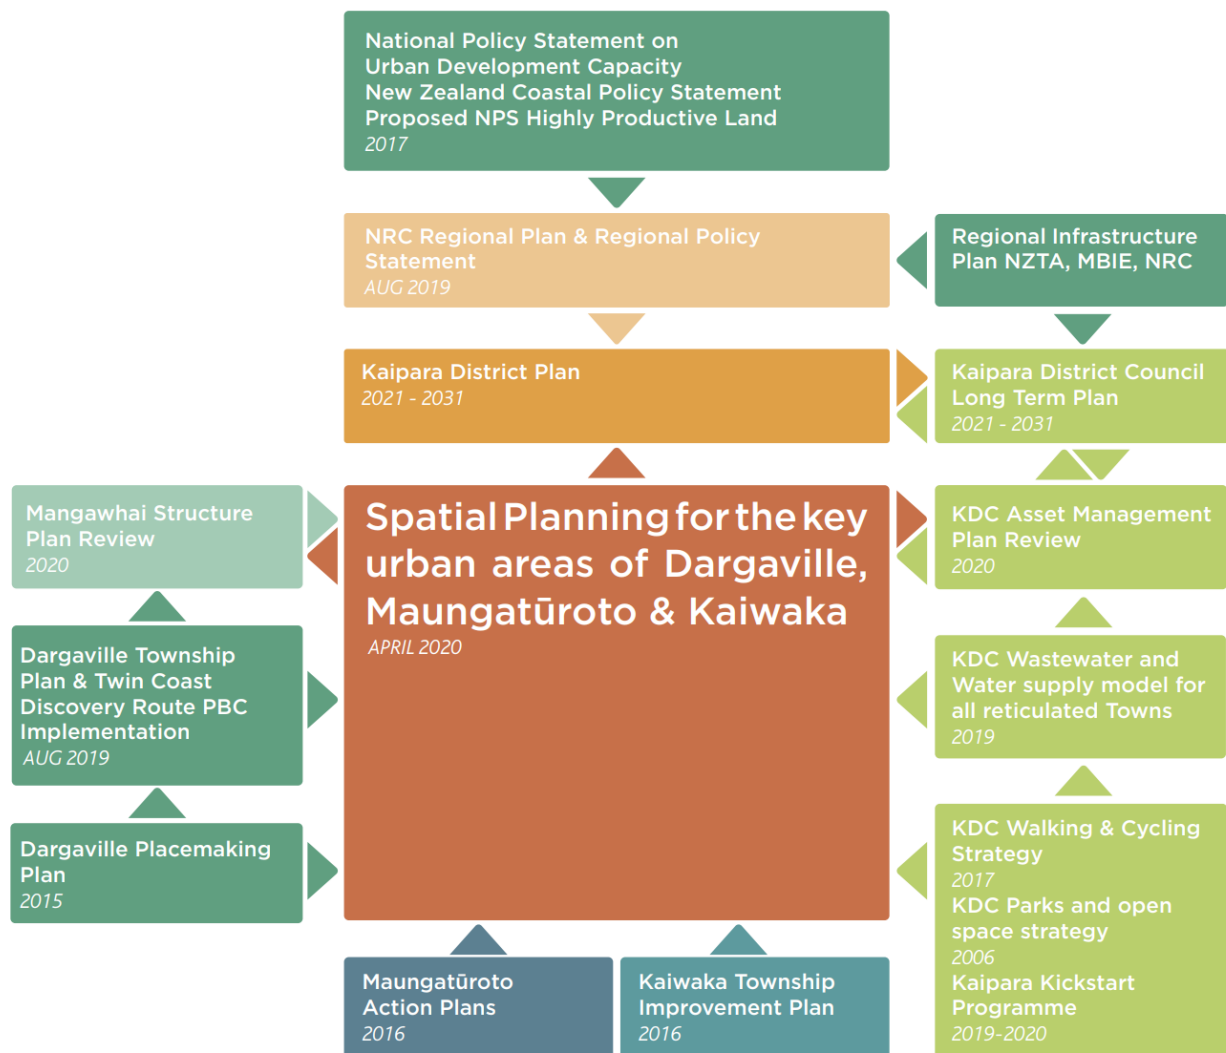 National Policy Statement on
Urban Development Capacity
New Zealand Coastal Policy Statement
Proposed NPS Highly Productive Land
2017
NRC Regional Plan & Regional Policy
Statement
AUG 2019
Regional Infrastructure
Plan NZTA, MBIE, NRC
Kaipara District Plan
2021 - 2031
Kaipara District Council
Long Term Plan
2021 - 2031
Mangawhai Structure
Plan Review
2020
Spatial Planning for the key
urban areas of Dargaville,
Maungatūroto & Kaiwaka
APRIL 2020
KDC Asset Management
Plan Review
2020
Dargaville Township
Plan & Twin Coast
Discovery Route PBC
Implementation
AUG 2019
KDC Wastewater and
Water supply model for
all reticulated Towns
2019
Dargaville Placemaking
Plan
2015
KDC Walking & Cycling
Strategy
2017
KDC Parks and open
space strategy
2006
Kaipara Kickstart
Programme
2019-2020
Maungatūroto
Action Plans
2016
Kaiwaka Township
Improvement Plan
2016